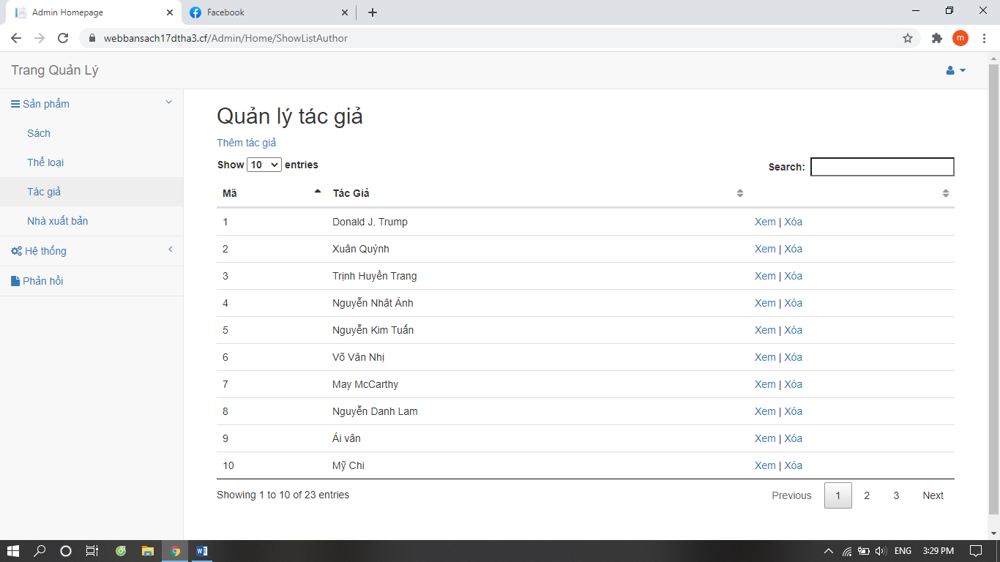 Admin Homepage
Facebook
webbansach17dtha3.cf/Admin/Home/ShowListAuthor
m
Trang Quản Lý
Sản phẩm
Sách
Thể loại
Tác giả
Nhà xuất bản
Hệ thống
Phản hồi
Quản lý tác giả
Thêm tác giả
Show 10 entries
Search:
Mã Tác Giả
1 Donald J. Trump Xem | Xóa
2 Xuân Quỳnh Xem | Xóa
3 Trịnh Huyền Trang Xem | Xóa
4 Nguyễn Nhật Ánh Xem | Xóa
5 Nguyễn Kim Tuấn Xem | Xóa
6 Võ Văn Nhị Xem | Xóa
7 May McCarthy Xem | Xóa
8 Nguyễn Danh Lam Xem | Xóa
9 Ái vân Xem | Xóa
10 Mỹ Chi Xem | Xóa
Showing 1 to 10 of 23 entries
Previous 1 2 3 Next
ENG 3:29 PM